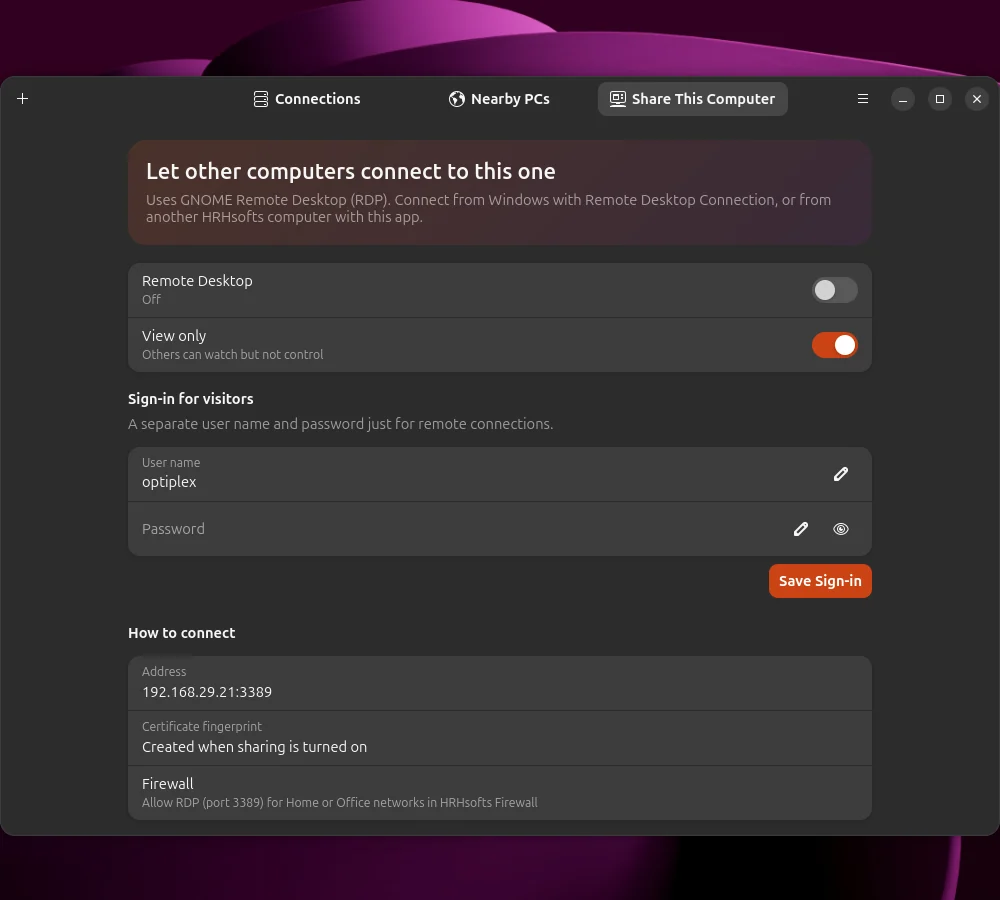 Connections
Nearby PCs
Share This Computer
Let other computers connect to this one
Uses GNOME Remote Desktop (RDP). Connect from Windows with Remote Desktop Connection, or from
another HRHsofts computer with this app.
Remote Desktop
Off
View only
Others can watch but not control
Sign-in for visitors
A separate user name and password just for remote connections.
User name
optiplex
Password
Save Sign-in
How to connect
Address
192.168.29.21:3389
Certificate fingerprint
Created when sharing is turned on
Firewall
Allow RDP (port 3389) for Home or Office networks in HRHsofts Firewall